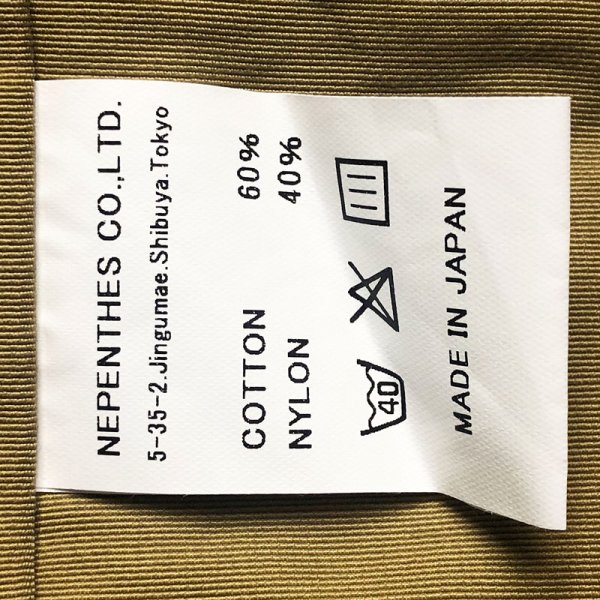 NEPENTHES CO.,LTD.
5-35-2.Jingumae.Shibuya.Tokyo
COTTON 60%
NYLON 40%
40
MADE IN JAPAN